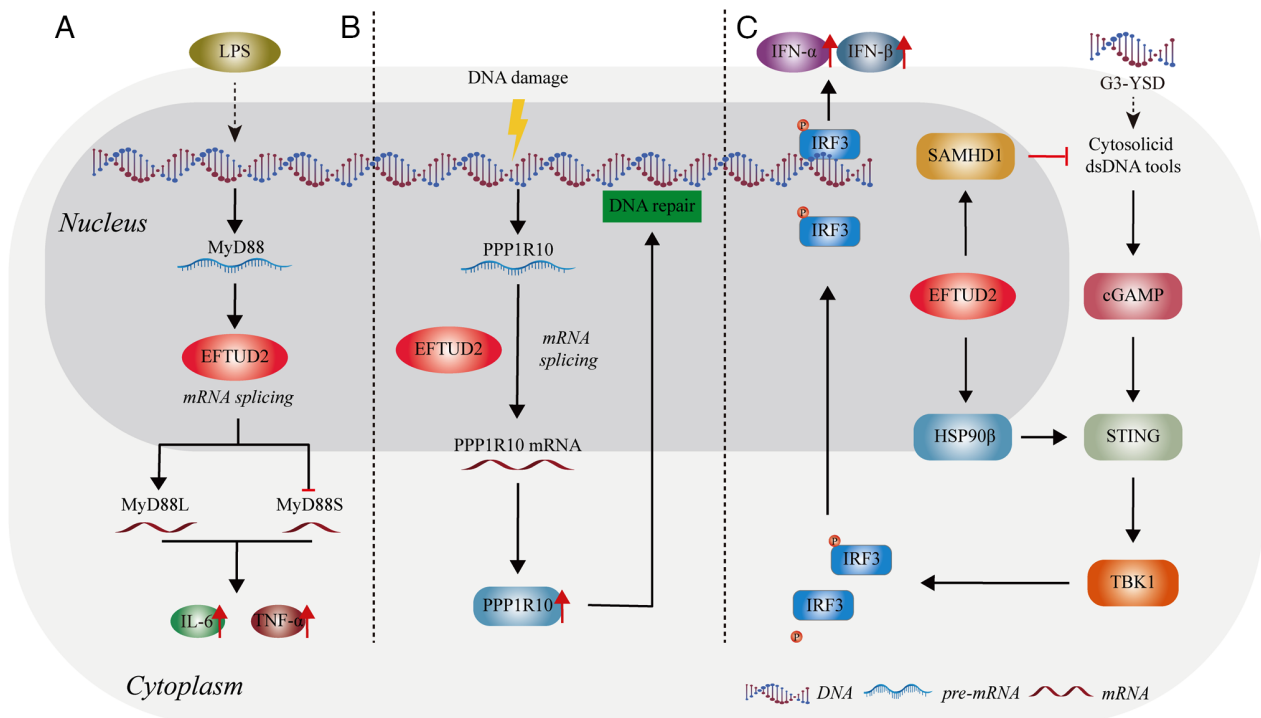 A
LPS
Nucleus
MyD88
EFTUD2
mRNA splicing
MyD88L
MyD88S
IL-6
TNF-α
Cytoplasm
B
DNA damage
DNA repair
PPP1R10
EFTUD2
mRNA
splicing
PPP1R10 mRNA
PPP1R10
C
IFN-α
IFN-β
P
IRF3
P
IRF3
P
IRF3
IRF3
P
SAMHD1
EFTUD2
HSP90β
G3-YSD
Cytosolicid
dsDNA tools
cGAMP
STING
TBK1
DNA
pre-mRNA
mRNA